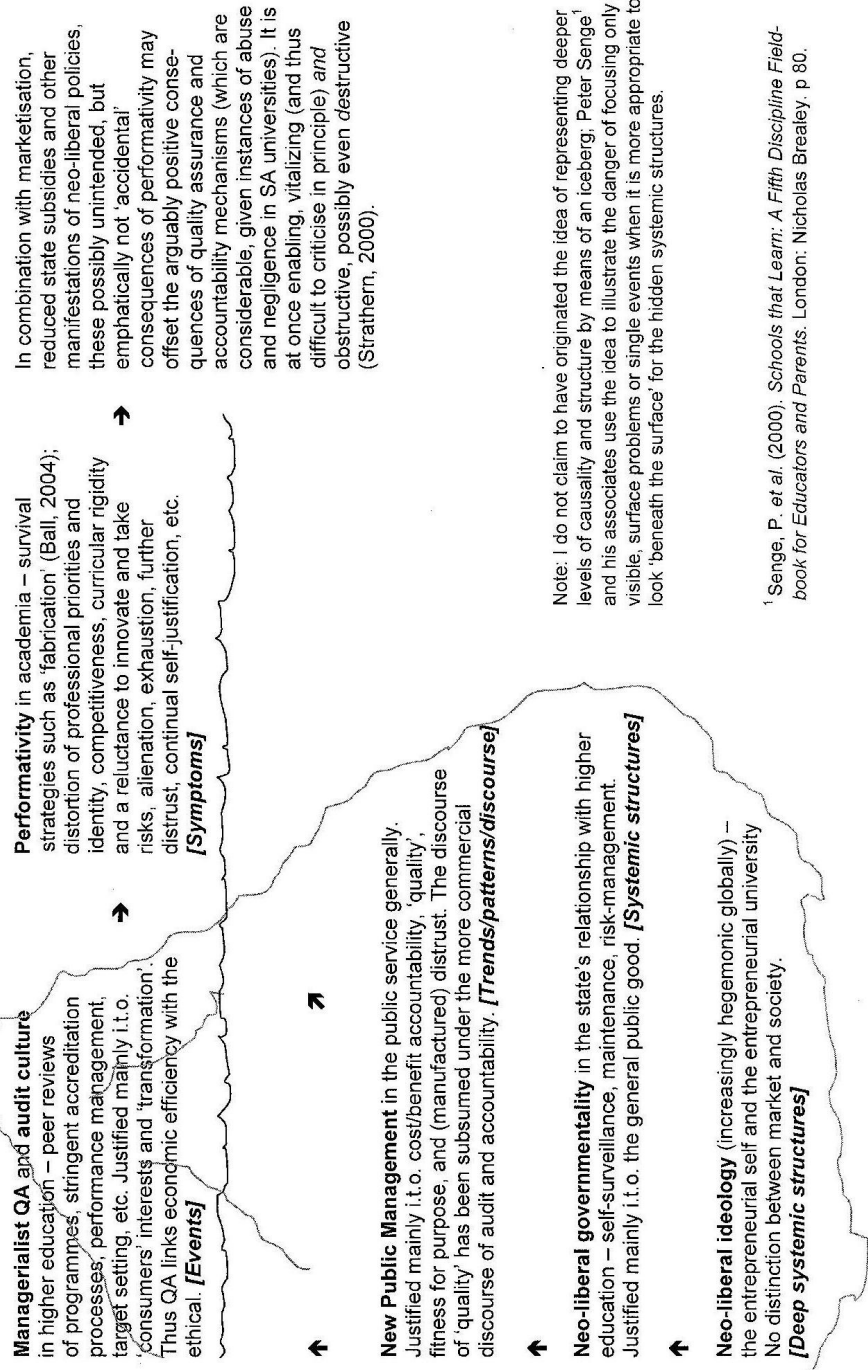 Managerialist QA and audit culture
in higher education – peer reviews
of programmes, stringent accreditation
processes, performance management,
target setting, etc. Justified mainly i.t.o.
consumers’ interests and ‘transformation’.
Thus QA links economic efficiency with the
ethical. [Events]
→
Performativity in academia – survival
strategies such as ‘fabrication’ (Ball, 2004);
distortion of professional priorities and
identity, competitiveness, curricular rigidity
and a reluctance to innovate and take
risks, alienation, exhaustion, further
distrust, continual self-justification, etc.
[Symptoms]
→
In combination with marketisation,
reduced state subsidies and other
manifestations of neo-liberal policies,
these possibly unintended, but
emphatically not ‘accidental’
consequences of performativity may
offset the arguably positive conse-
quences of quality assurance and
accountability mechanisms (which are
considerable, given instances of abuse
and negligence in SA universities). It is
at once enabling, vitalizing (and thus
difficult to criticise in principle) and
obstructive, possibly even destructive
(Strathern, 2000).
New Public Management in the public service generally.
Justified mainly i.t.o. cost/benefit accountability, ‘quality’,
fitness for purpose, and (manufactured) distrust. The discourse
of ‘quality’ has been subsumed under the more commercial
discourse of audit and accountability. [Trends/patterns/discourse]
Neo-liberal governmentality in the state’s relationship with higher
education – self-surveillance, maintenance, risk-management.
Justified mainly i.t.o. the general public good. [Systemic structures]
Neo-liberal ideology (increasingly hegemonic globally) –
the entrepreneurial self and the entrepreneurial university
No distinction between market and society.
[Deep systemic structures]
Note: I do not claim to have originated the idea of representing deeper
levels of causality and structure by means of an iceberg; Peter Senge¹
and his associates use the idea to illustrate the danger of focusing only
visible, surface problems or single events when it is more appropriate to
look ‘beneath the surface’ for the hidden systemic structures.
¹ Senge, P. et al. (2000). Schools that Learn: A Fifth Discipline Field-
book for Educators and Parents. London: Nicholas Brealey. p 80.